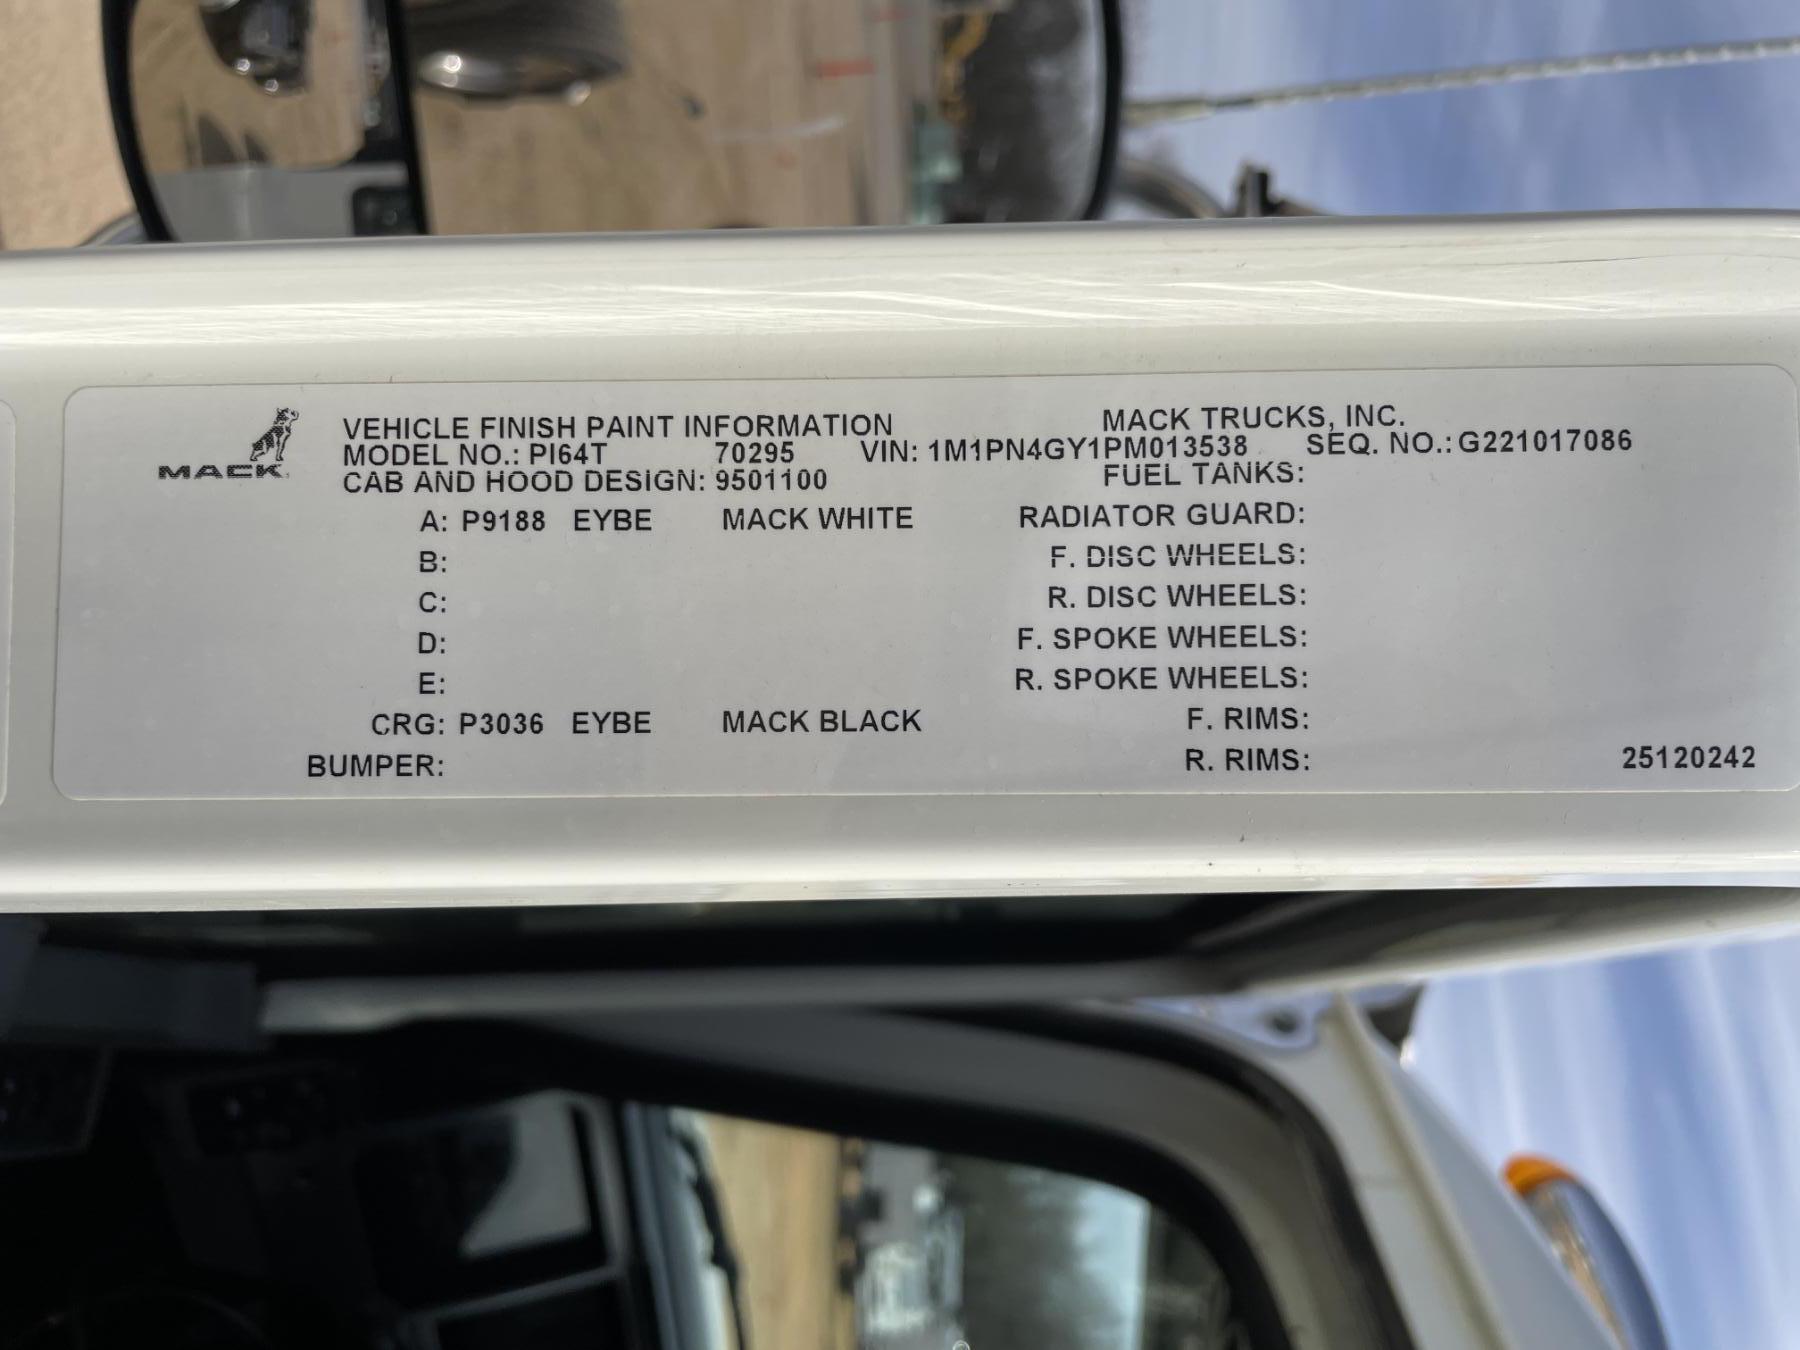 MACK
VEHICLE FINISH PAINT INFORMATION MACK TRUCKS, INC.
MODEL NO.: PI64T 70295 VIN: 1M1PN4GY1PM013538 SEQ. NO.: G221017086
CAB AND HOOD DESIGN: 9501100 FUEL TANKS:
A: P9188 EYBE MACK WHITE RADIATOR GUARD:
B: F. DISC WHEELS:
C: R. DISC WHEELS:
D: F. SPOKE WHEELS:
E: R. SPOKE WHEELS:
CRG: P3036 EYBE MACK BLACK F. RIMS:
BUMPER: R. RIMS: 25120242